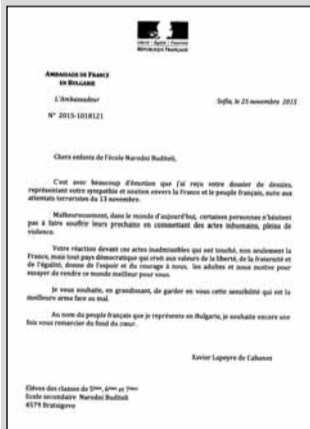 Liberté • Égalité • Fraternité
RÉPUBLIQUE FRANÇAISE
AMBASSADE DE FRANCE
EN BULGARIE
L'Ambassadeur
Sofia, le 25 novembre 2015
N° 2015-1018121
Chers enfants de l'école Narodni Buditeli,
C'est avec beaucoup d'émotion que j'ai reçu votre dossier de dessins,
représentant votre sympathie et soutien envers la France et le peuple français, suite aux
attentats terroristes du 13 novembre.
Malheureusement, dans le monde d'aujourd'hui, certaines personnes n'hésitent
pas à faire souffrir leurs prochains en commettant des actes inhumains, pleins de
violence.
Votre réaction devant ces actes inadmissibles qui ont touché, non seulement la
France, mais tout pays démocratique qui croit aux valeurs de la liberté, de la fraternité et
de l'égalité, donne de l'espoir et du courage à nous, les adultes et nous motive pour
essayer de rendre ce monde meilleur pour vous.
Je vous souhaite, en grandissant, de garder en vous cette sensibilité qui est la
meilleure arme face au mal.
Au nom du peuple français que je représente en Bulgarie, je souhaite encore une
fois vous remercier du fond du cœur.
Xavier Lapeyre de Cabanes
Elèves des classes de 5ème, 6ème et 7ème
Ecole secondaire Narodni Buditeli
4579 Bratsigovo